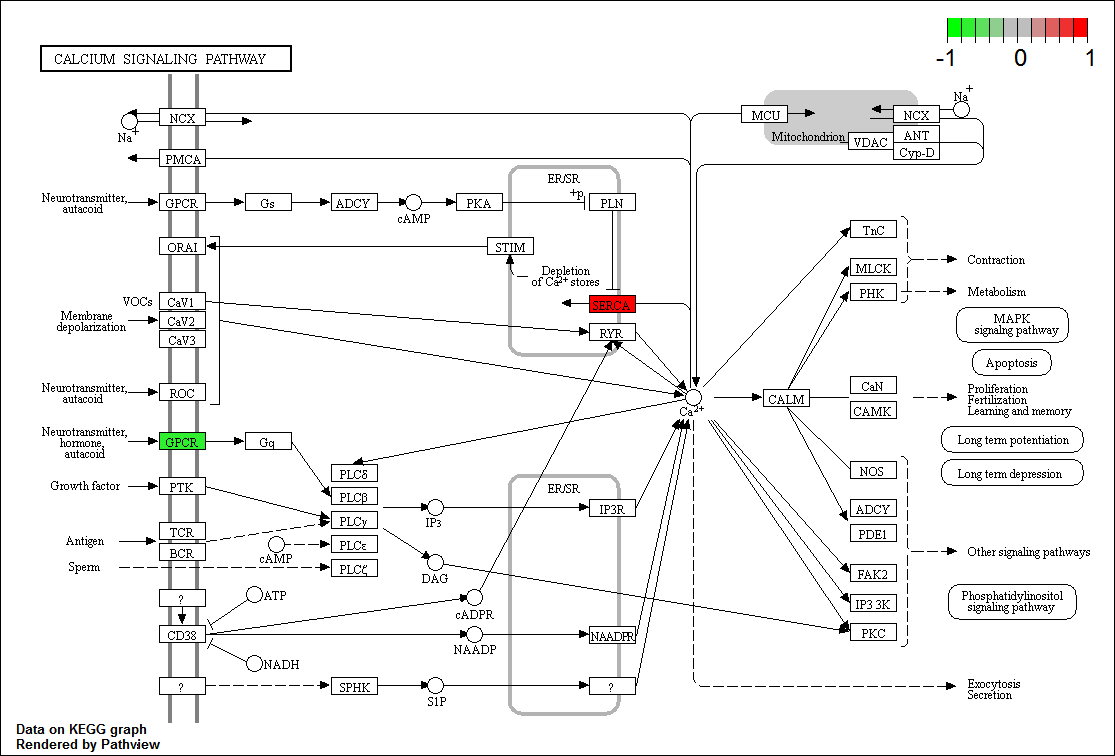 CALCIUM SIGNALING PATHWAY
-1 0 1
NCX
Na+
PMCA
Neurotransmitter,
autacoid
GPCR
Gs
ADCY
cAMP
PKA
ER/SR
+p
PLN
ORAI
STIM
Depletion
of Ca2+ stores
VOCs
CaV1
SERCA
Membrane
depolarization
CaV2
CaV3
RYR
Neurotransmitter,
autacoid
ROC
Neurotransmitter,
hormone,
autacoid
GPCR
Gq
PLCδ
PLCβ
PLCγ
PLCε
PLCζ
Growth factor
PTK
Antigen
TCR
BCR
cAMP
Sperm
IP3
DAG
ER/SR
IP3R
?
ATP
CD38
NADH
cADPR
NAADP
NAADPR
?
SPHK
S1P
?
MCU
Mitochondrion
NCX
Na+
VDAC
ANT
Cyp-D
Ca2+
CALM
TnC
MLCK
PHK
CaN
CAMK
NOS
ADCY
PDE1
FAK2
IP3 3K
PKC
Contraction
Metabolism
MAPK
signalng pathway
Apoptosis
Proliferation
Fertilization
Learning and memory
Long term potentiation
Long term depression
Other signaling pathways
Phosphatidylinositol
signaling pathway
Exocytosis
Secretion
Data on KEGG graph
Rendered by Pathview